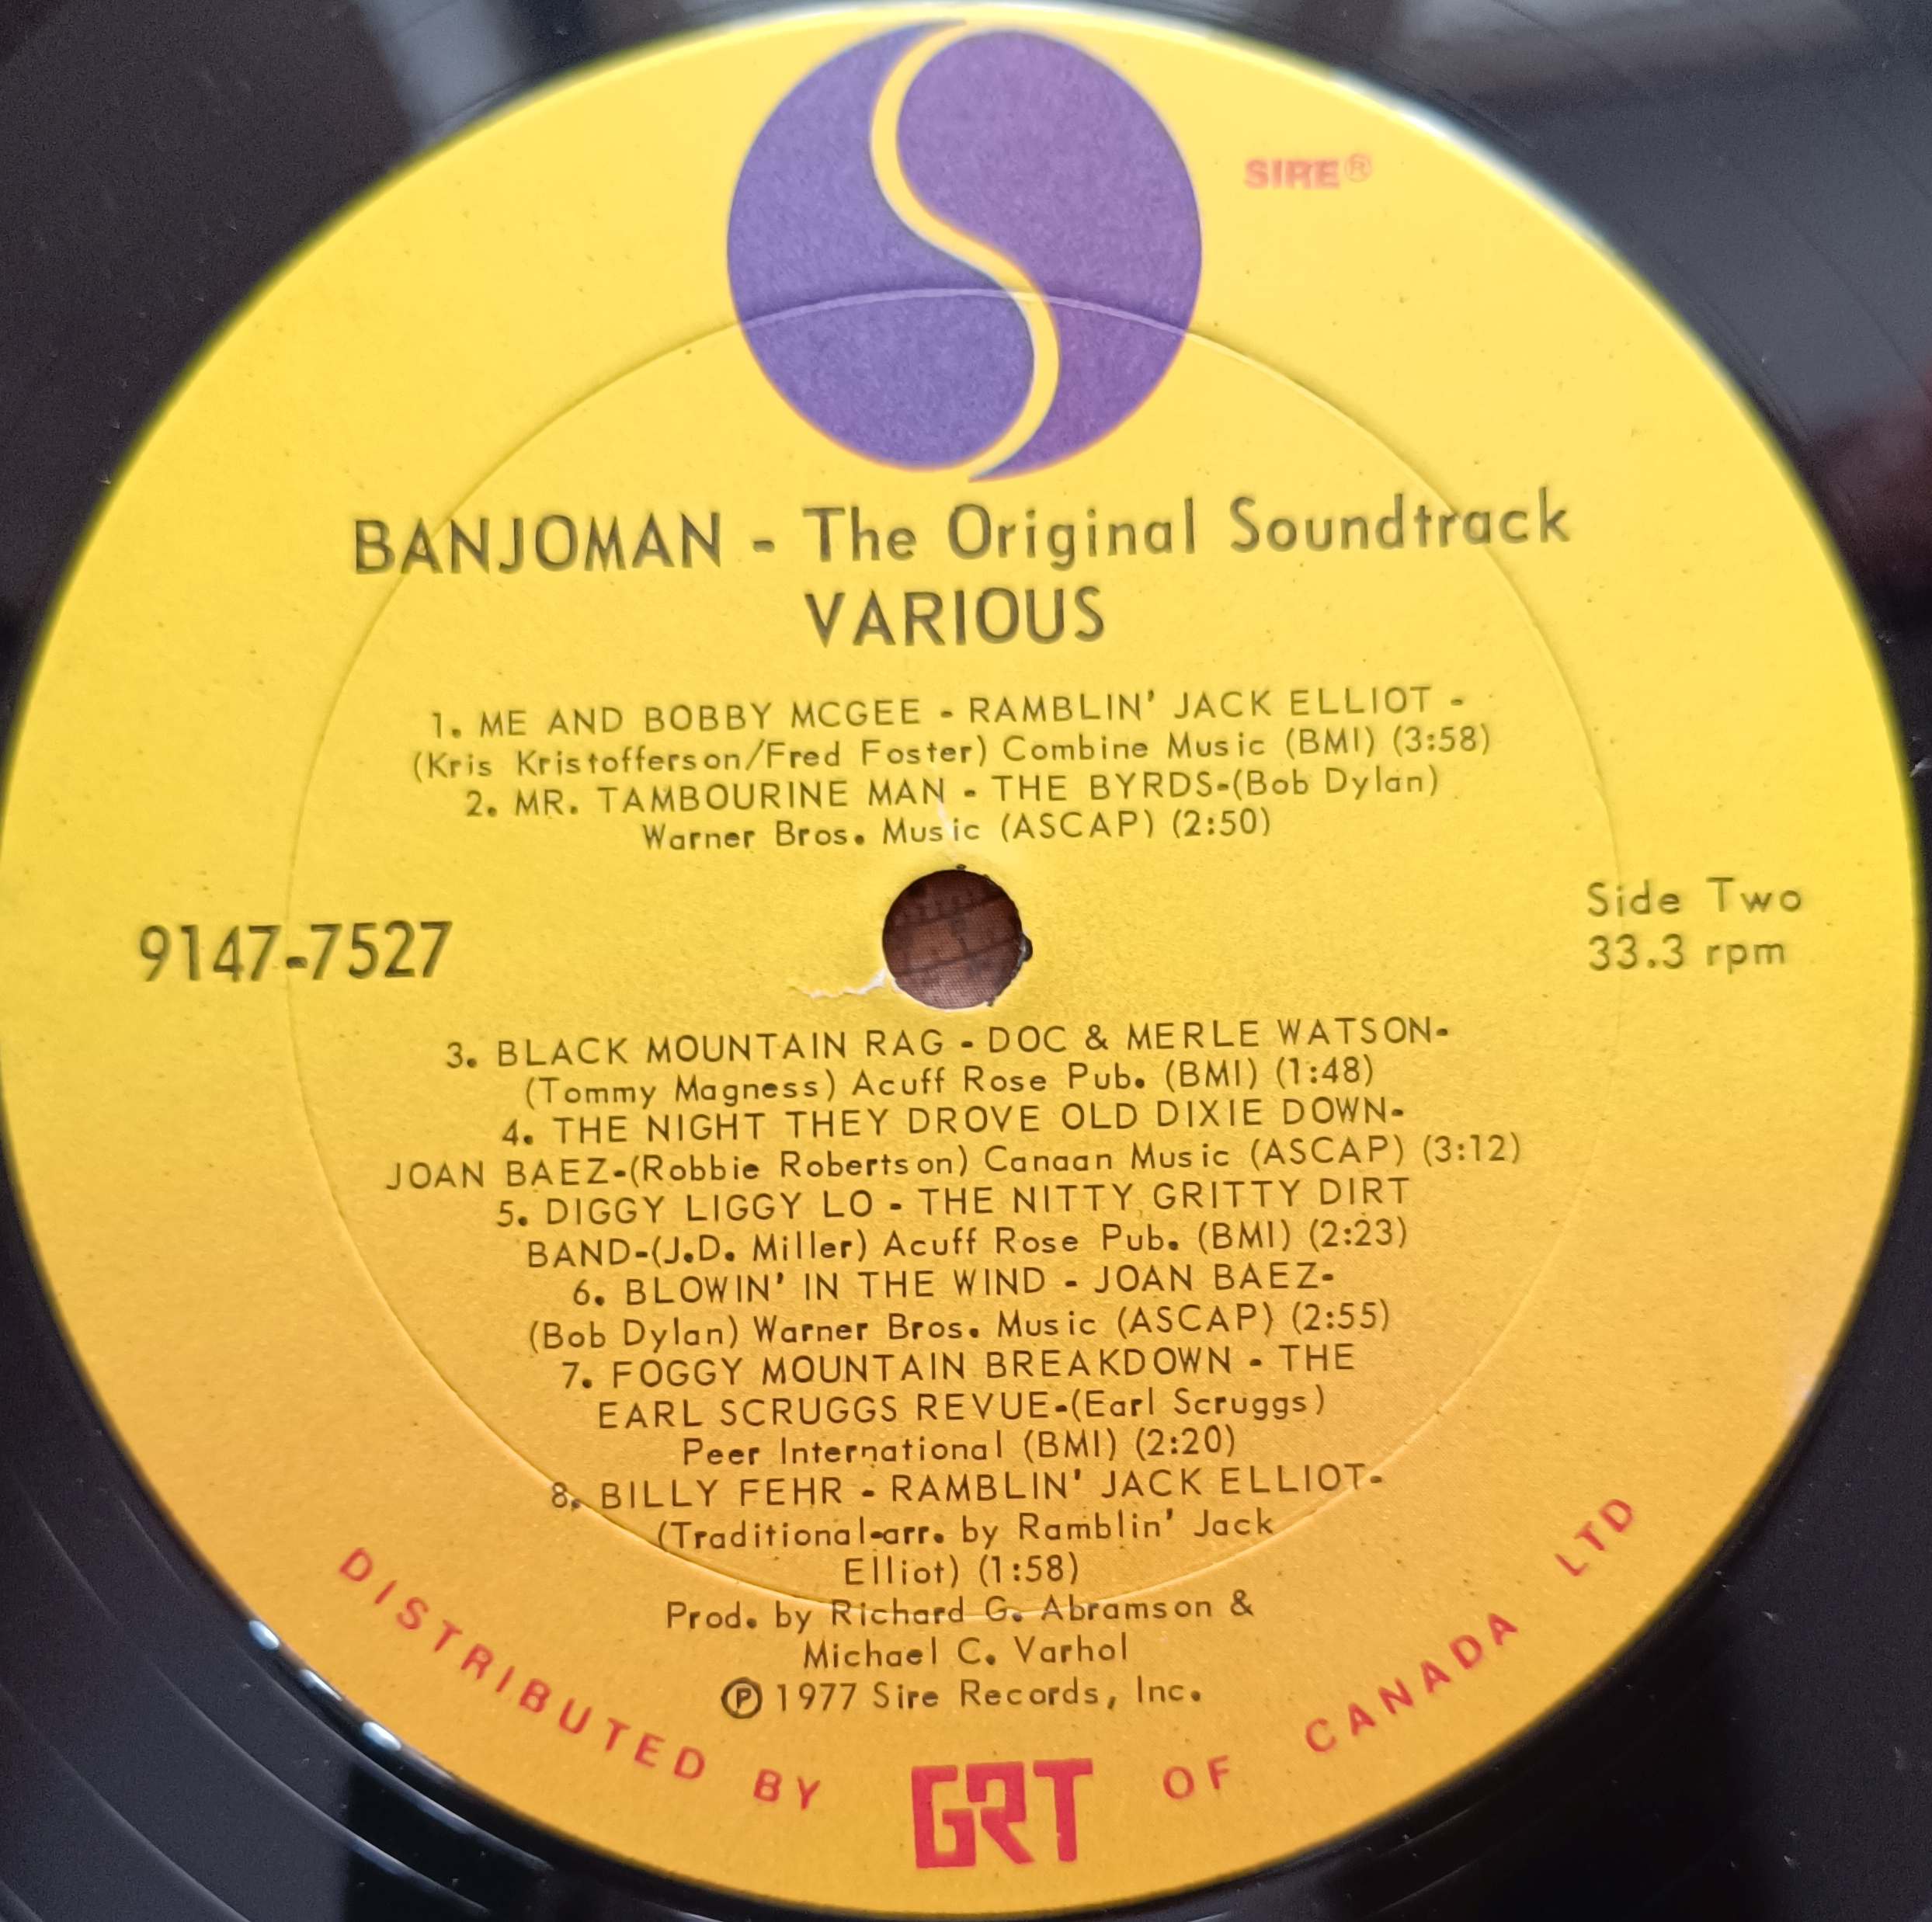 SIRE®
BANJOMAN - The Original Soundtrack
VARIOUS
1. ME AND BOBBY MCGEE - RAMBLIN' JACK ELLIOT -
(Kris Kristofferson/Fred Foster) Combine Music (BMI) (3:58)
2. MR. TAMBOURINE MAN - THE BYRDS-(Bob Dylan)
Warner Bros. Music (ASCAP) (2:50)
9147-7527
Side Two
33.3 rpm
3. BLACK MOUNTAIN RAG - DOC & MERLE WATSON-
(Tommy Magness) Acuff Rose Pub. (BMI) (1:48)
4. THE NIGHT THEY DROVE OLD DIXIE DOWN-
JOAN BAEZ-(Robbie Robertson) Canaan Music (ASCAP) (3:12)
5. DIGGY LIGGY LO - THE NITTY GRITTY DIRT
BAND-(J.D. Miller) Acuff Rose Pub. (BMI) (2:23)
6. BLOWIN' IN THE WIND - JOAN BAEZ-
(Bob Dylan) Warner Bros. Music (ASCAP) (2:55)
7. FOGGY MOUNTAIN BREAKDOWN - THE
EARL SCRUGGS REVUE-(Earl Scruggs)
Peer International (BMI) (2:20)
8. BILLY FEHR - RAMBLIN' JACK ELLIOT-
(Traditional-arr. by Ramblin' Jack
Elliot) (1:58)
Prod. by Richard G. Abramson &
Michael C. Varhol
℗ 1977 Sire Records, Inc.
DISTRIBUTED BY GRT OF CANADA LTD